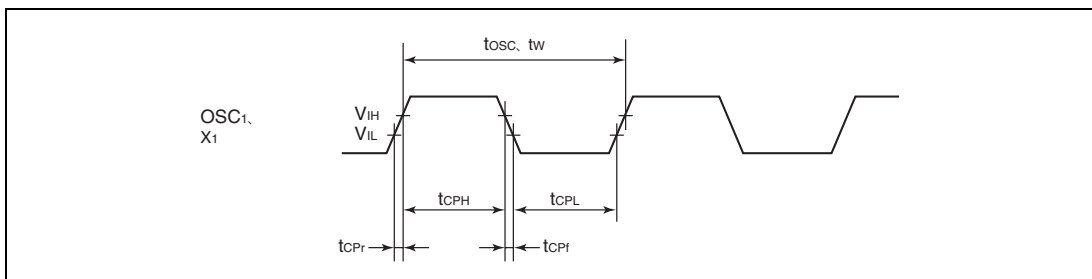 tosc、tw
OSC1、
X1
VIH
VIL
tCPH
tCPL
tCPr
tCPf